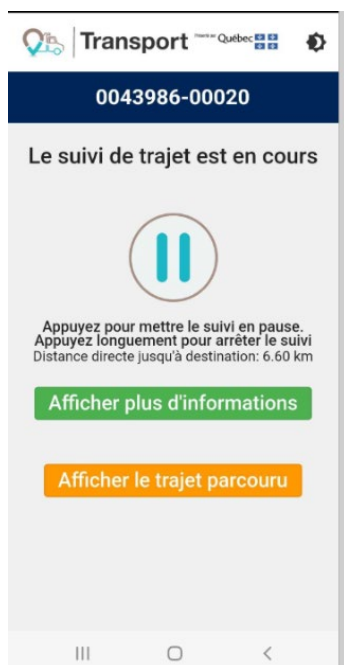 Transport Québec
0043986-00020
Le suivi de trajet est en cours
Appuyez pour mettre le suivi en pause.
Appuyez longuement pour arrêter le suivi
Distance directe jusqu'à destination: 6.60 km
Afficher plus d'informations
Afficher le trajet parcouru